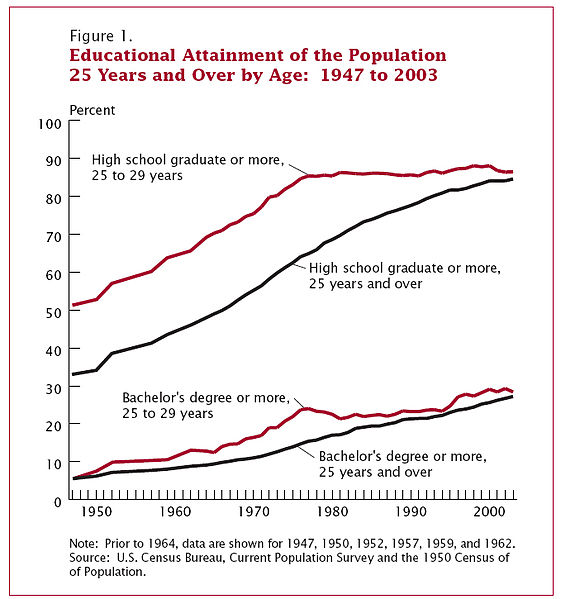 Figure 1.
Educational Attainment of the Population
25 Years and Over by Age:  1947 to 2003
Percent
100
90
80
70
60
50
40
30
20
10
0
High school graduate or more,
25 to 29 years
High school graduate or more,
25 years and over
Bachelor's degree or more,
25 to 29 years
Bachelor's degree or more,
25 years and over
1950
1960
1970
1980
1990
2000
Note:  Prior to 1964, data are shown for 1947, 1950, 1952, 1957, 1959, and 1962.
Source:  U.S. Census Bureau, Current Population Survey and the 1950 Census of
of Population.